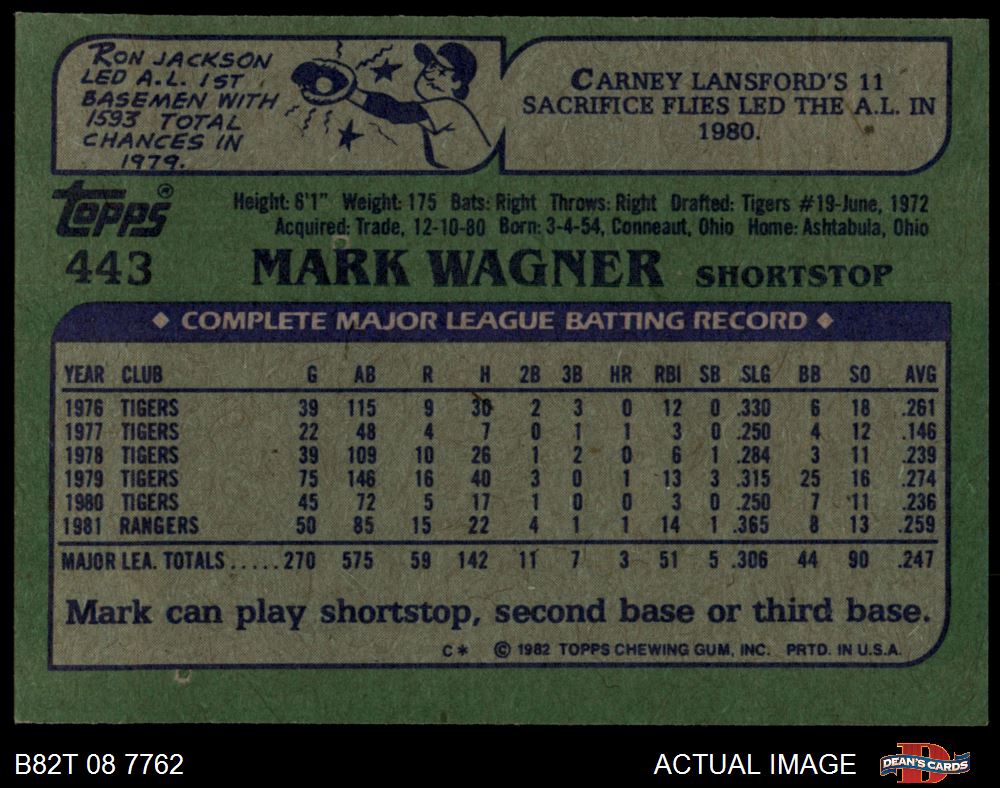 RON JACKSON
LED A.L. 1ST
BASEMEN WITH
1593 TOTAL
CHANCES IN
1979.
CARNEY LANSFORD'S 11
SACRIFICE FLIES LED THE A.L. IN
1980.
Topps®
Height: 6'1" Weight: 175 Bats: Right Throws: Right Drafted: Tigers #19-June, 1972
Acquired: Trade, 12-10-80 Born: 3-4-54, Conneaut, Ohio Home: Ashtabula, Ohio
443 MARK WAGNER SHORTSTOP
◆ COMPLETE MAJOR LEAGUE BATTING RECORD ◆
YEAR CLUB G AB R H 2B 3B HR RBI SB SLG BB SO AVG
1976 TIGERS 39 115 9 30 2 3 0 12 0 .330 6 18 .261
1977 TIGERS 22 48 4 7 0 1 1 3 0 .250 4 12 .146
1978 TIGERS 39 109 10 26 1 2 0 6 1 .284 3 11 .239
1979 TIGERS 75 146 16 40 3 0 1 13 3 .315 25 16 .274
1980 TIGERS 45 72 5 17 1 0 0 3 0 .250 7 11 .236
1981 RANGERS 50 85 15 22 4 1 1 14 1 .365 8 13 .259
MAJOR LEA. TOTALS.....270 575 59 142 11 7 3 51 5 .306 44 90 .247
Mark can play shortstop, second base or third base.
C* © 1982 TOPPS CHEWING GUM, INC. PRTD. IN U.S.A.
B82T 08 7762 ACTUAL IMAGE D DEAN'S CARDS